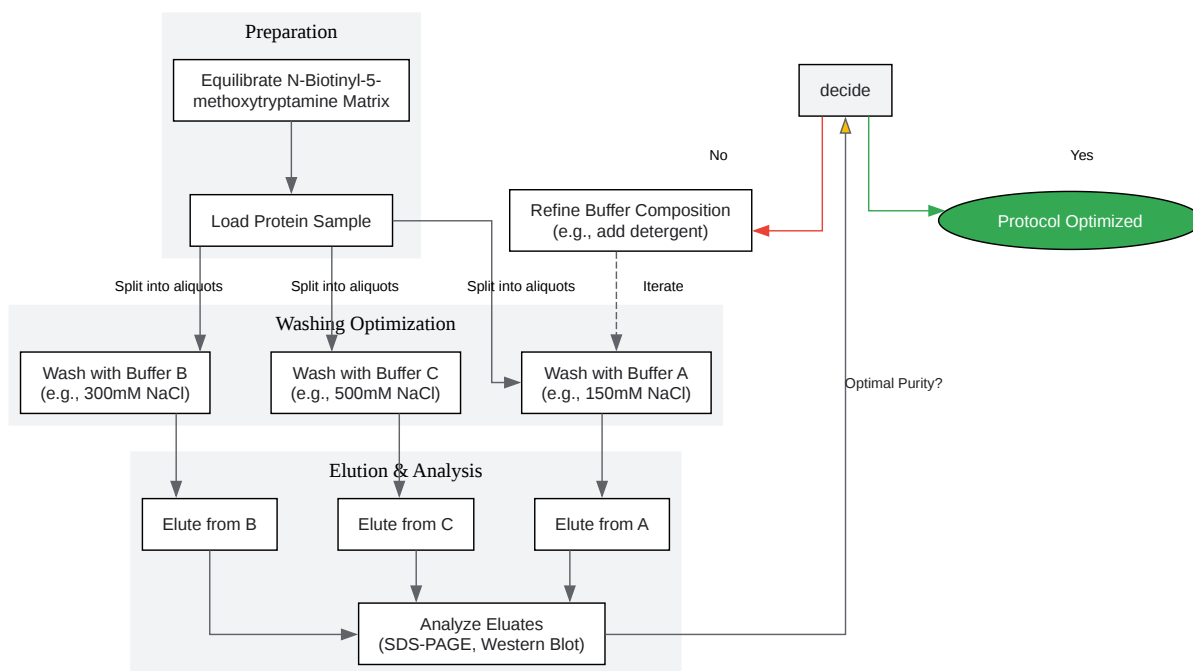 Preparation
Equilibrate N-Biotinyl-5-
methoxytryptamine Matrix
decide
No
Yes
Load Protein Sample
Refine Buffer Composition
(e.g., add detergent)
Protocol Optimized
Split into aliquots
Split into aliquots
Split into aliquots
Iterate
Washing Optimization
Wash with Buffer B
(e.g., 300mM NaCl)
Wash with Buffer C
(e.g., 500mM NaCl)
Wash with Buffer A
(e.g., 150mM NaCl)
Optimal Purity?
Elution & Analysis
Elute from B
Elute from C
Elute from A
Analyze Eluates
(SDS-PAGE, Western Blot)